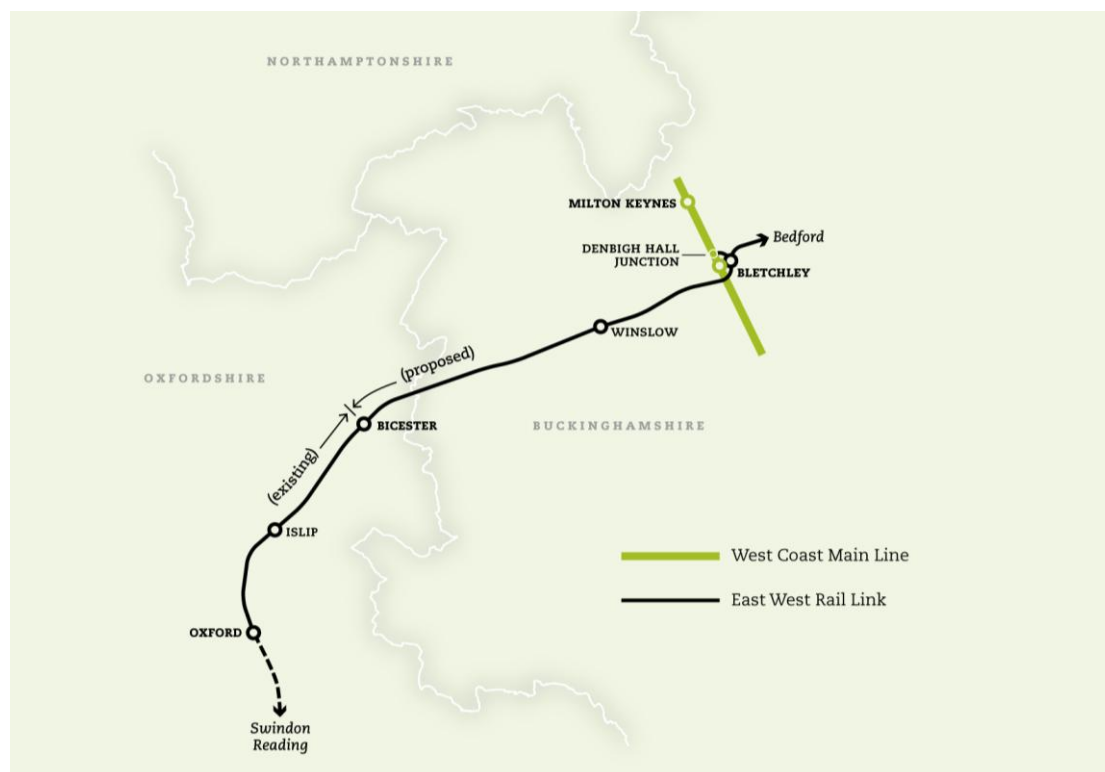 NORTHAMPTONSHIRE
MILTON KEYNES
Bedford
DENBIGH HALL
JUNCTION
BLETCHLEY
WINSLOW
(proposed)
OXFORDSHIRE
BICESTER
BUCKINGHAMSHIRE
(existing)
ISLIP
West Coast Main Line
East West Rail Link
OXFORD
Swindon
Reading